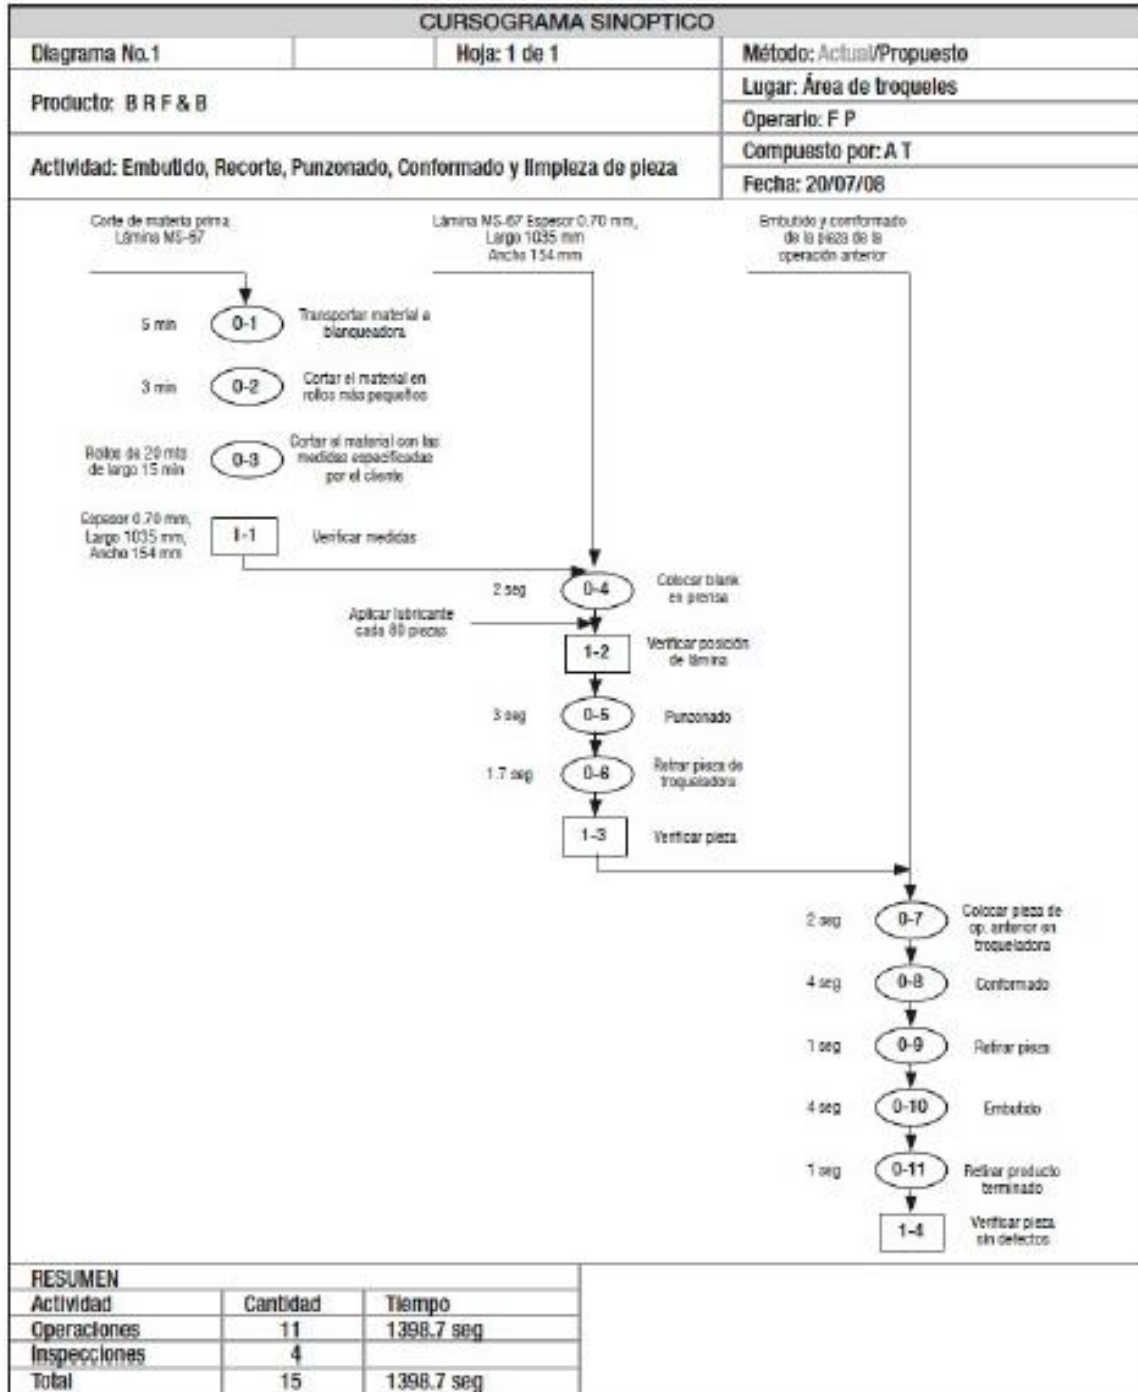 CURSOGRAMA SINOPTICO
Diagrama No.1
Hoja: 1 de 1
Método: Actual/Propuesto
Producto: B R F & B
Lugar: Área de troqueles
Operario: F P
Actividad: Embutido, Recorte, Punzonado, Conformado y limpieza de pieza
Compuesto por: A T
Fecha: 20/07/08
Corte de materia prima
Lámina MS-67
Lámina MS-67 Espesor 0.70 mm,
Largo 1035 mm
Ancho 154 mm
Embutido y comformado
de la pieza de la
operación anterior
5 min
0-1
Transportar material a
blanqueadora
3 min
0-2
Cortar el material en
rollos más pequeños
Rollos de 20 mts
de largo 15 min
0-3
Cortar al material con las
medidas especificadas
por el cliente
Espesor 0.70 mm,
Largo 1035 mm,
Ancho 154 mm
I-1
Verificar medidas
2 seg
0-4
Colocar blank
en prensa
Aplicar lubricante
cada 80 piezas
1-2
Verificar posición
de lámina
3 seg
0-5
Punzonado
1.7 seg
0-6
Retirar pieza de
troqueladora
1-3
Verificar pieza
2 seg
0-7
Colocar pieza de
op. anterior en
troqueladora
4 seg
0-8
Conformado
1 seg
0-9
Retirar pieza
4 seg
0-10
Embutido
1 seg
0-11
Retirar producto
terminado
1-4
Verificar pieza
sin defectos
RESUMEN
Actividad Cantidad Tiempo
Operaciones 11 1398.7 seg
Inspecciones 4
Total 15 1398.7 seg